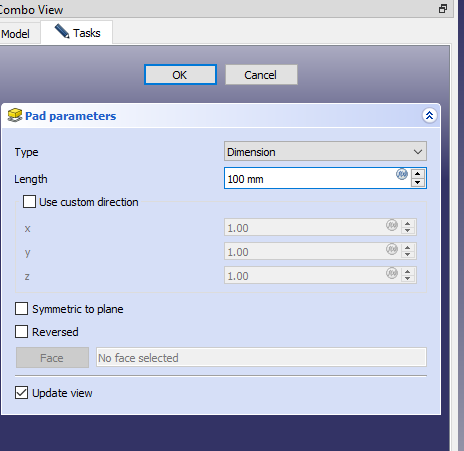 Combo View
Model Tasks
OK Cancel
Pad parameters
Type Dimension
Length 100 mm
Use custom direction
x 1.00
y 1.00
z 1.00
Symmetric to plane
Reversed
Face No face selected
Update view